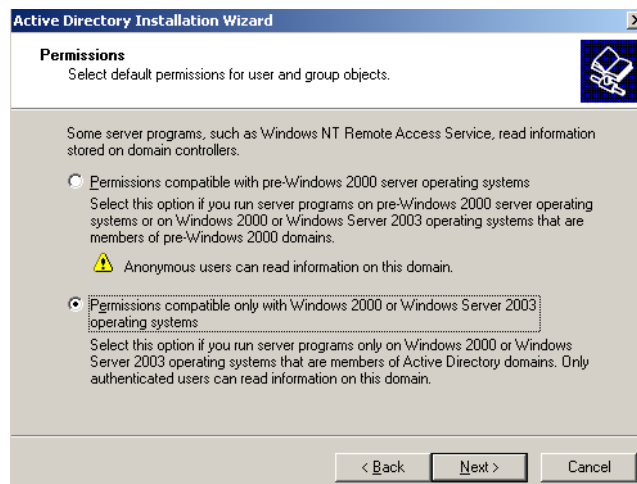 Active Directory Installation Wizard
Permissions
Select default permissions for user and group objects.
Some server programs, such as Windows NT Remote Access Service, read information
stored on domain controllers.
Permissions compatible with pre-Windows 2000 server operating systems
Select this option if you run server programs on pre-Windows 2000 server operating
systems or on Windows 2000 or Windows Server 2003 operating systems that are
members of pre-Windows 2000 domains.
Anonymous users can read information on this domain.
Permissions compatible only with Windows 2000 or Windows Server 2003
operating systems
Select this option if you run server programs only on Windows 2000 or Windows
Server 2003 operating systems that are members of Active Directory domains. Only
authenticated users can read information on this domain.
< Back Next > Cancel